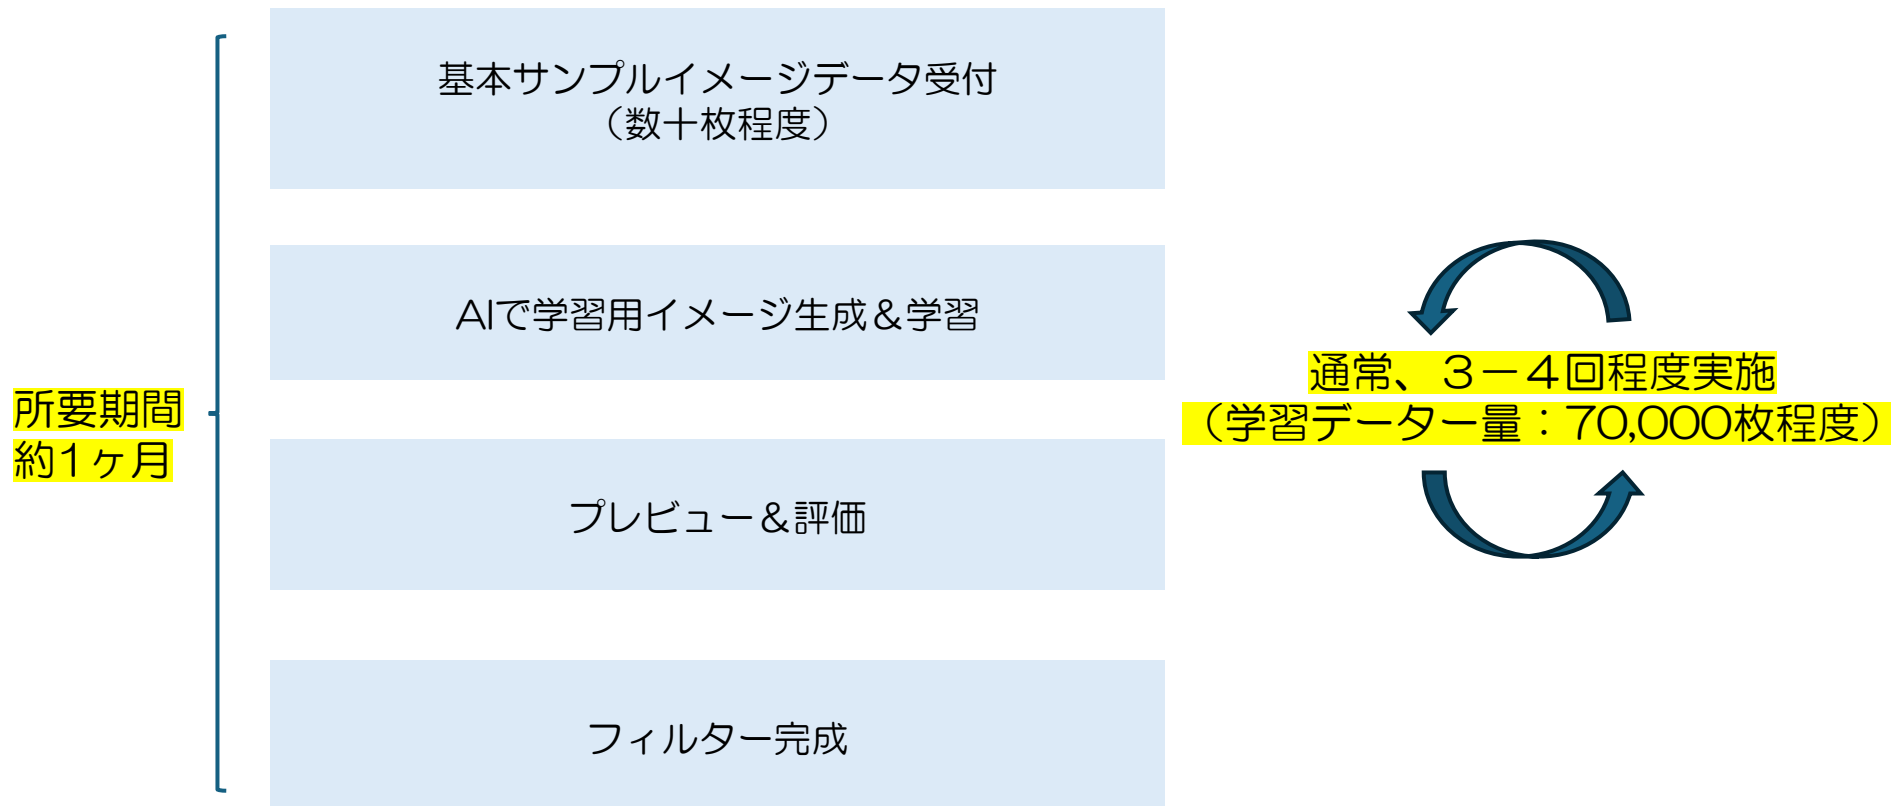 基本サンプルイメージデータ受付
（数十枚程度）
AIで学習用イメージ生成＆学習
通常、３－４回程度実施
（学習データー量：70,000枚程度）
所要期間
約1ヶ月
プレビュー＆評価
フィルター完成